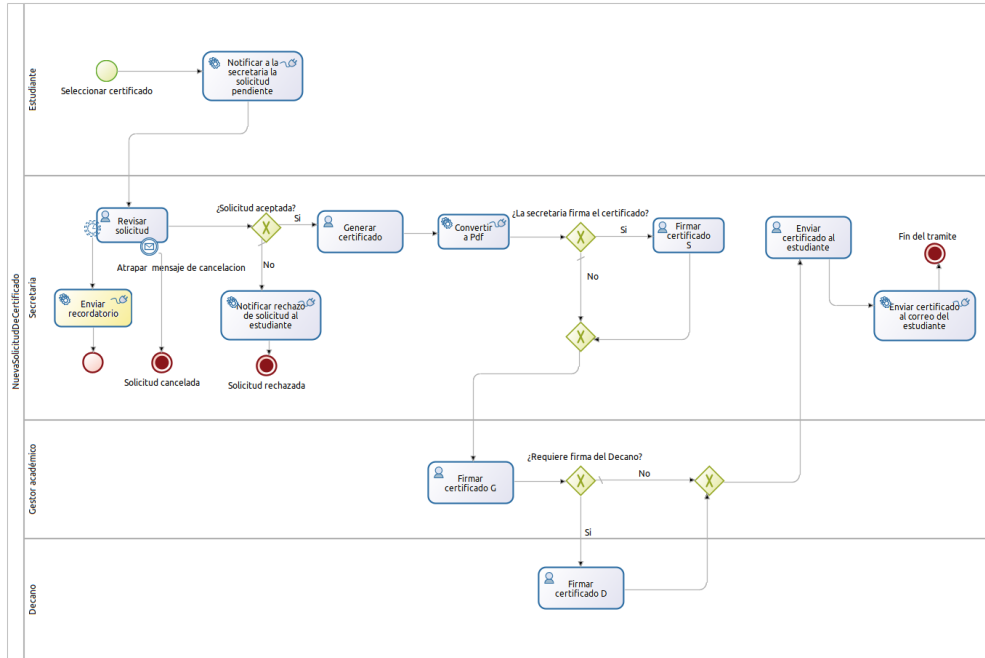 NuevaSolicitudDeCertificado
Estudiante
Seleccionar certificado
Notificar a la
secretaria la
solicitud
pendiente
Secretaria
Revisar
solicitud
Atrapar mensaje de cancelacion
Enviar
recordatorio
Solicitud cancelada
¿Solicitud aceptada?
Si
No
Notificar rechazo
de solicitud al
estudiante
Solicitud rechazada
Generar
certificado
Convertir
a Pdf
¿La secretaria firma el certificado?
Si
No
Firmar
certificado
S
Enviar
certificado al
estudiante
Fin del tramite
Enviar certificado
al correo del
estudiante
Gestor académico
Firmar
certificado G
¿Requiere firma del Decano?
No
Si
Decano
Firmar
certificado D